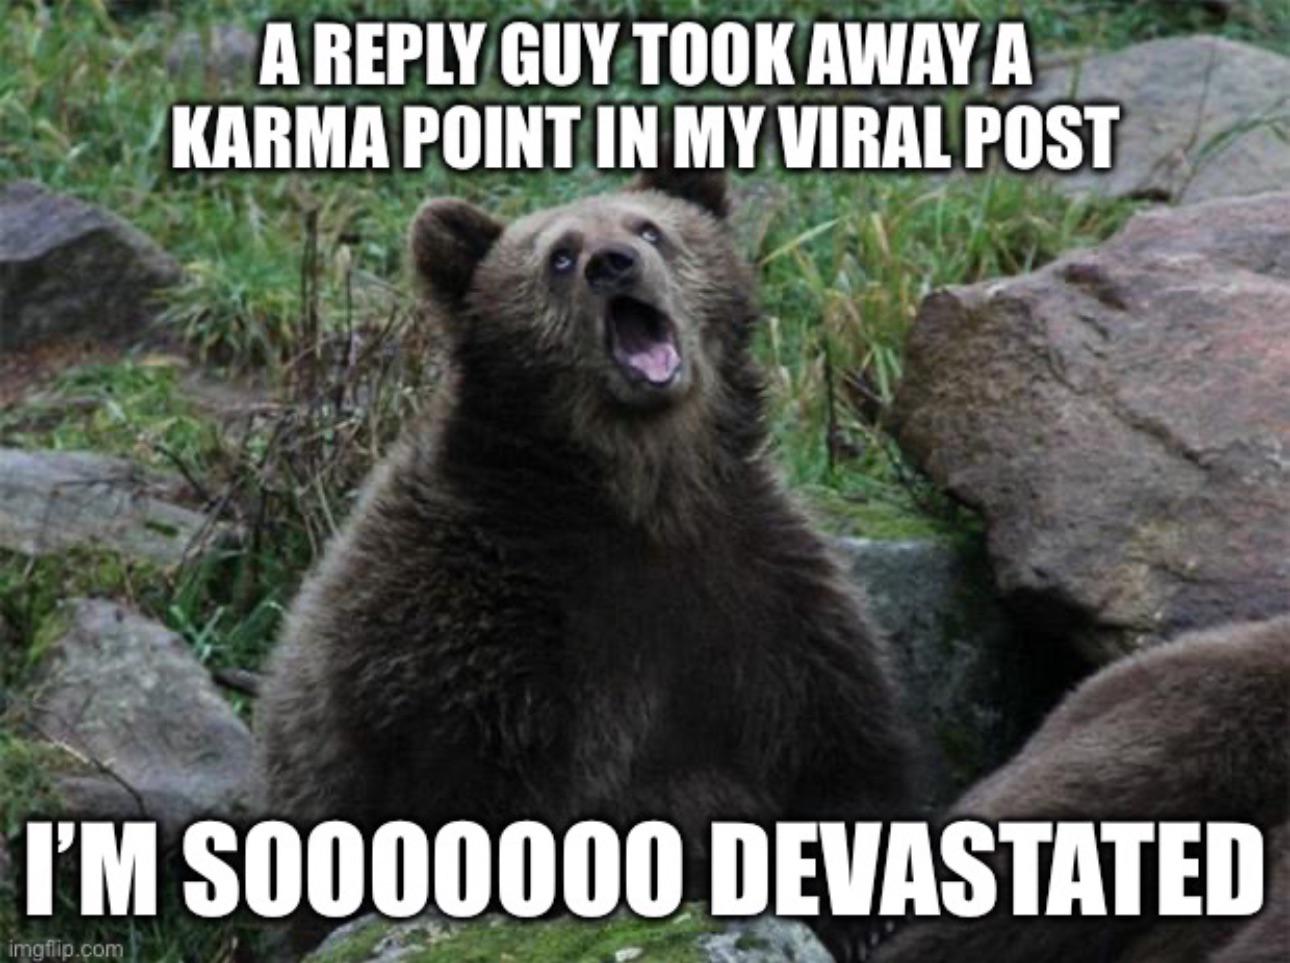 A REPLY GUY TOOK AWAY A
KARMA POINT IN MY VIRAL POST
I'M SOOOOOOO DEVASTATED
imgflip.com